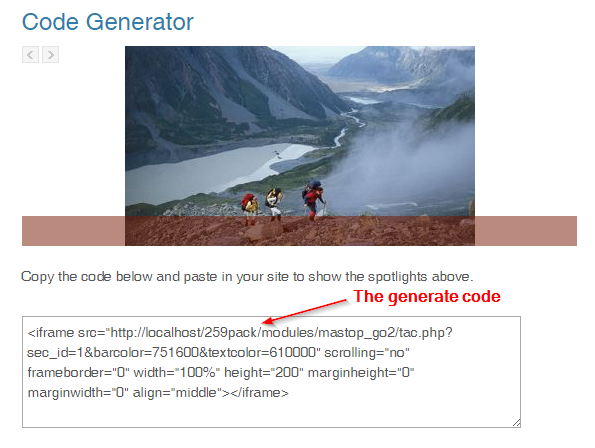 Code Generator
Copy the code below and paste in your site to show the spotlights above.
The generate code
<iframe src="http://localhost/259pack/modules/mastop_go2/tac.php?
sec_id=1&barcolor=751600&textcolor=610000" scrolling="no"
frameborder="0" width="100%" height="200" marginheight="0"
marginwidth="0" align="middle"></iframe>